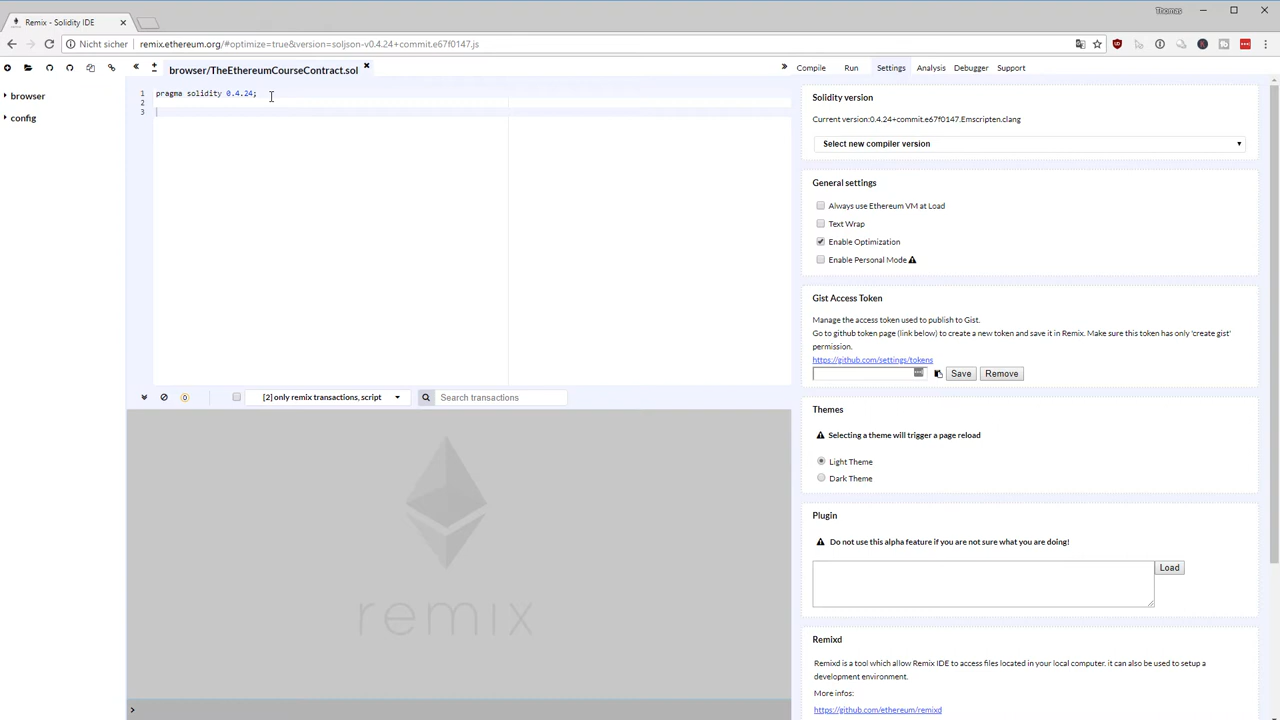 Thomas
Remix - Solidity IDE
Nicht sicher remix.ethereum.org/#optimize=true&version=soljson-v0.4.24+commit.e67f0147.js
browser/TheEthereumCourseContract.sol
Compile Run Settings Analysis Debugger Support
browser
config
1 pragma solidity 0.4.24;
2
3
[2] only remix transactions, script
Search transactions
remix
>
Solidity version
Current version:0.4.24+commit.e67f0147.Emscripten.clang
Select new compiler version
General settings
Always use Ethereum VM at Load
Text Wrap
Enable Optimization
Enable Personal Mode
Gist Access Token
Manage the access token used to publish to Gist.
Go to github token page (link below) to create a new token and save it in Remix. Make sure this token has only 'create gist'
permission.
https://github.com/settings/tokens
Save Remove
Themes
Selecting a theme will trigger a page reload
Light Theme
Dark Theme
Plugin
Do not use this alpha feature if you are not sure what you are doing!
Load
Remixd
Remixd is a tool which allow Remix IDE to access files located in your local computer. it can also be used to setup a
development environment.
More infos:
https://github.com/ethereum/remixd